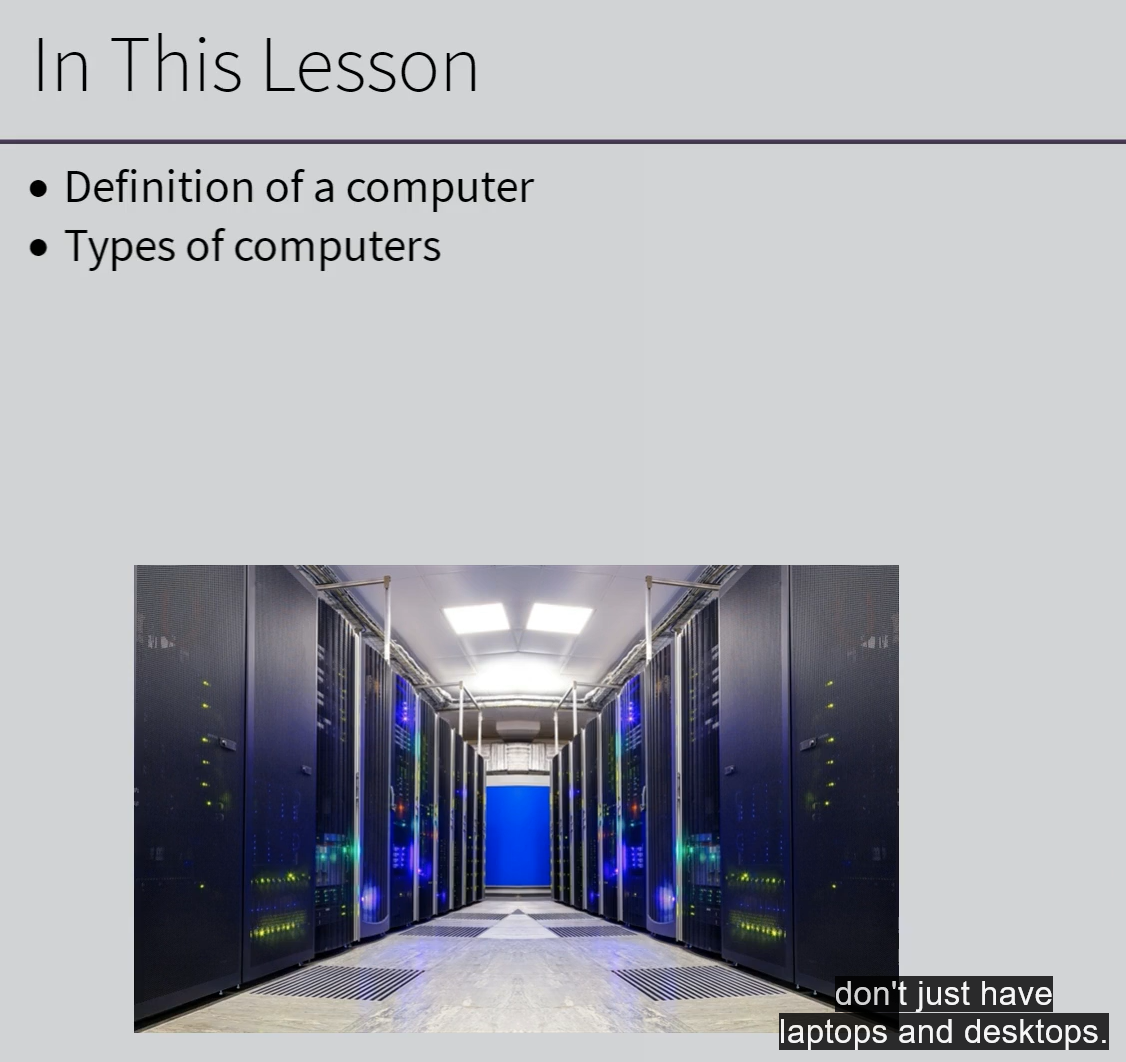 In This Lesson
• Definition of a computer
• Types of computers
don't just have
laptops and desktops.